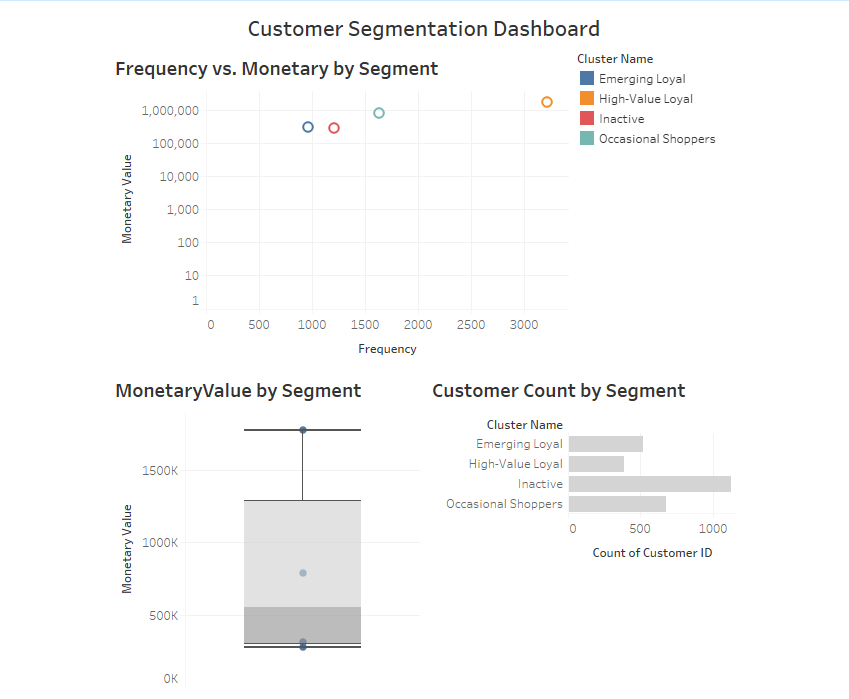 Customer Segmentation Dashboard
Frequency vs. Monetary by Segment
Cluster Name
Emerging Loyal
High-Value Loyal
Inactive
Occasional Shoppers
1,000,000
100,000
10,000
1,000
100
10
1
Monetary Value
0 500 1000 1500 2000 2500 3000
Frequency
MonetaryValue by Segment
1500K
1000K
500K
0K
Monetary Value
Customer Count by Segment
Cluster Name
Emerging Loyal
High-Value Loyal
Inactive
Occasional Shoppers
0 500 1000
Count of Customer ID